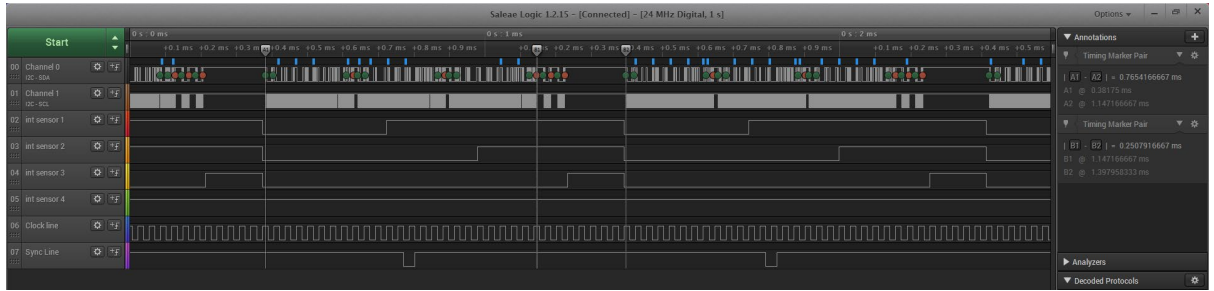 Saleae Logic 1.2.15 - [Connected] - [24 MHz Digital, 1 s]
Options
Start
0 s : 0 ms
0 s : 1 ms
0 s : 2 ms
+0.1 ms +0.2 ms +0.3 m +0.4 ms +0.5 ms +0.6 ms +0.7 ms +0.8 ms +0.9 ms
+0.2 ms +0.3 ms +0.5 ms +0.6 ms +0.7 ms +0.8 ms +0.9 ms
+0.1 ms +0.2 ms +0.3 ms +0.4 ms +0.5 ms
00 Channel 0
I2C - SDA
01 Channel 1
I2C - SCL
02 int sensor 1
03 int sensor 2
04 int sensor 3
05 int sensor 4
06 Clock line
07 Sync Line
Annotations
Timing Marker Pair
| A1 - A2 | = 0.7654166667 ms
A1 @ 0.38175 ms
A2 @ 1.147166667 ms
Timing Marker Pair
| B1 - B2 | = 0.2507916667 ms
B1 @ 1.147166667 ms
B2 @ 1.397958333 ms
Analyzers
Decoded Protocols